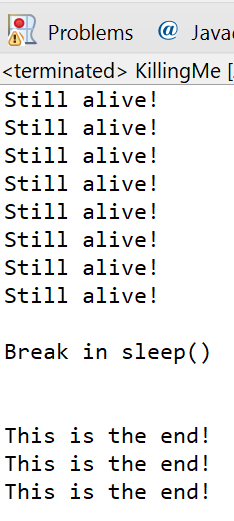 Problems @ Javac
<terminated> KillingMe [
Still alive!
Still alive!
Still alive!
Still alive!
Still alive!
Still alive!
Still alive!
Still alive!
Break in sleep()
This is the end!
This is the end!
This is the end!